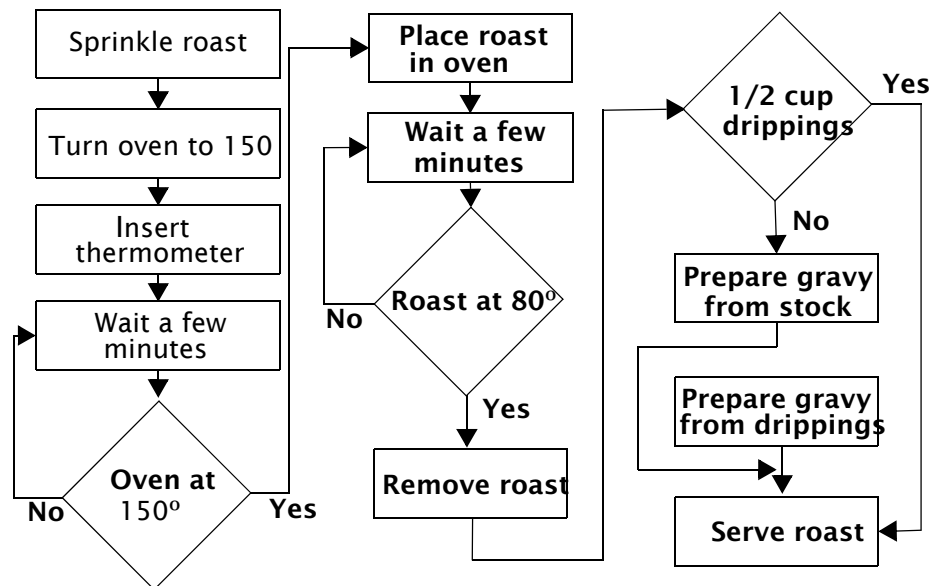 Sprinkle roast
Turn oven to 150
Insert
thermometer
Wait a few
minutes
Oven at
150º
No
Yes
Place roast
in oven
Wait a few
minutes
Roast at 80º
No
Yes
Remove roast
1/2 cup
drippings
Yes
No
Prepare gravy
from stock
Prepare gravy
from drippings
Serve roast